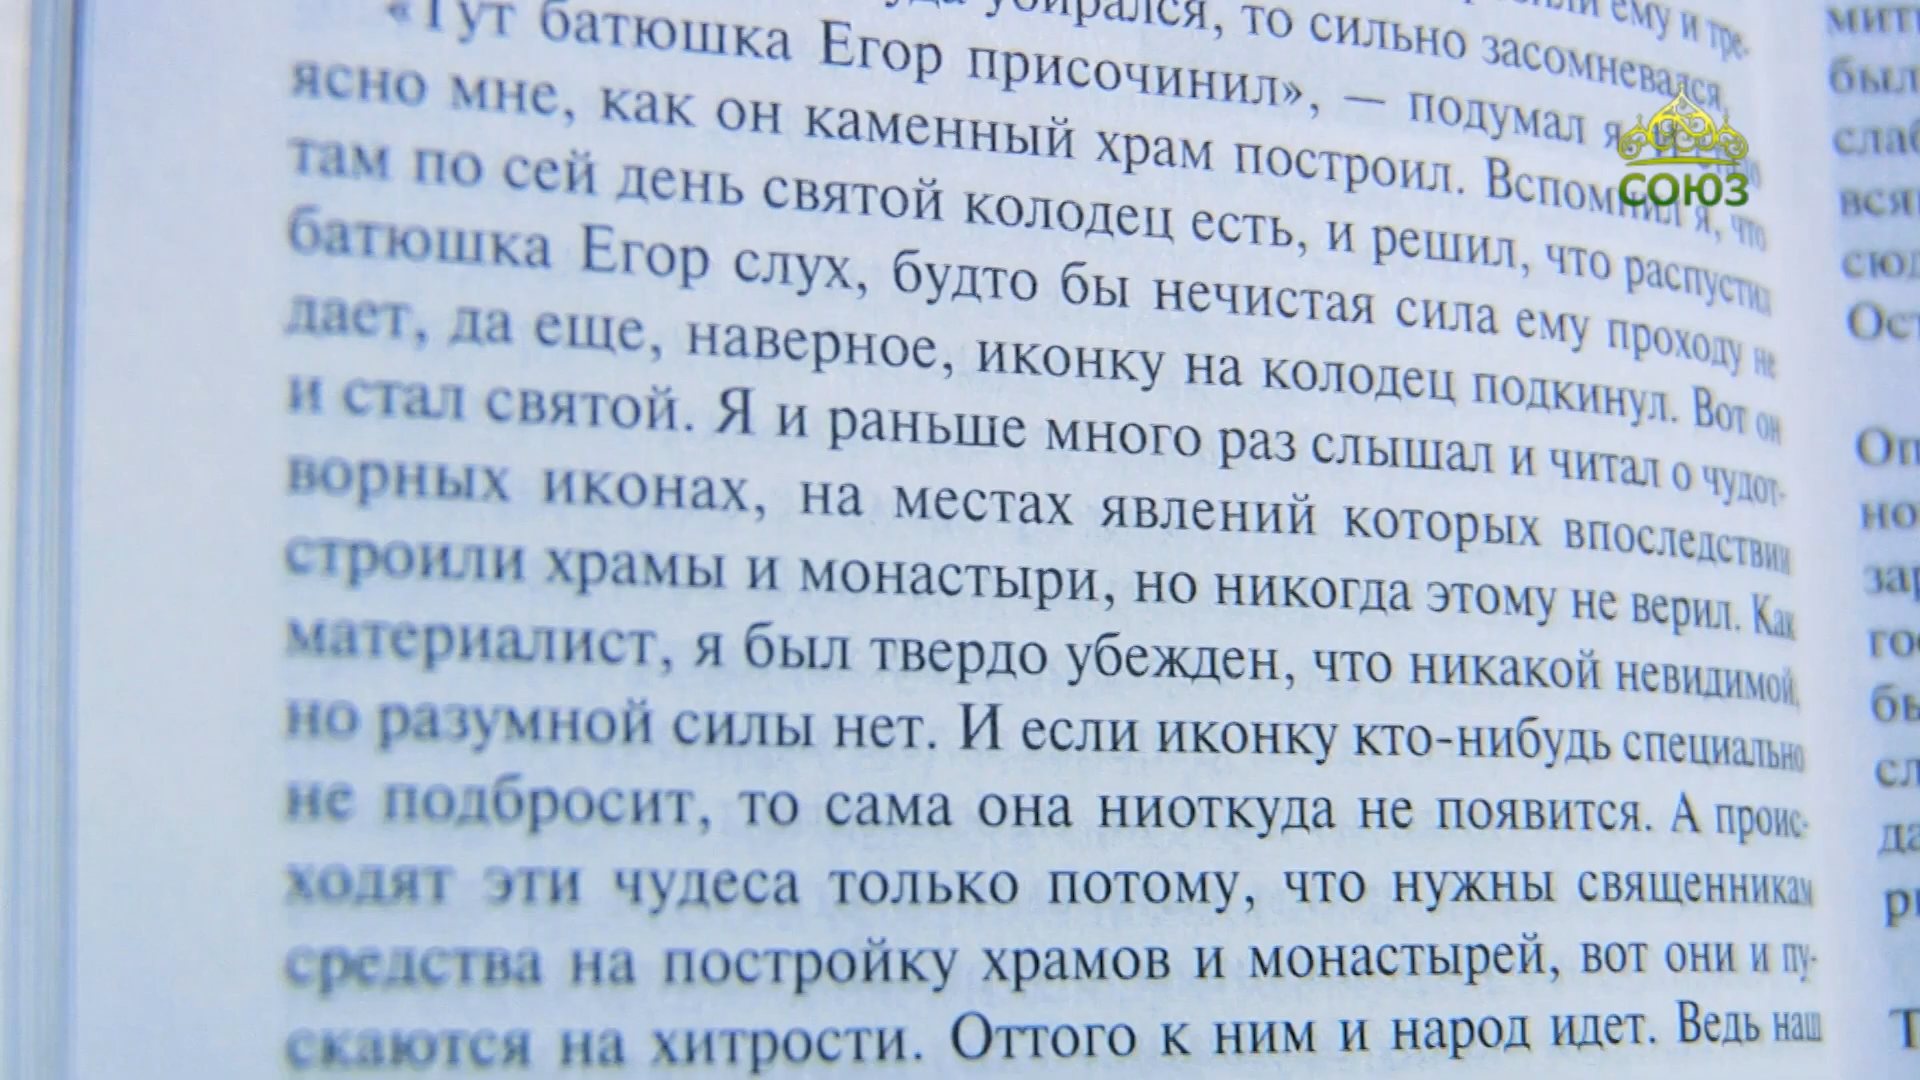 ему и тре-
убирался, то сильно засомневался.
«Тут батюшка Егор присочинил», — подумал я,
ясно мне, как он каменный храм построил. Вспомнил я, что
там по сей день святой колодец есть, и решил, что распустил
батюшка Егор слух, будто бы нечистая сила ему проходу не
дает, да еще, наверное, иконку на колодец подкинул. Вот он
и стал святой. Я и раньше много раз слышал и читал о чудот-
ворных иконах, на местах явлений которых впоследствии
строили храмы и монастыри, но никогда этому не верил. Как
материалист, я был твердо убежден, что никакой невидимой,
но разумной силы нет. И если иконку кто-нибудь специально
не подбросит, то сама она ниоткуда не появится. А проис-
ходят эти чудеса только потому, что нужны священникам
средства на постройку храмов и монастырей, вот они и пу-
скаются на хитрости. Оттого к ним и народ идет. Ведь наш
СОЮЗ